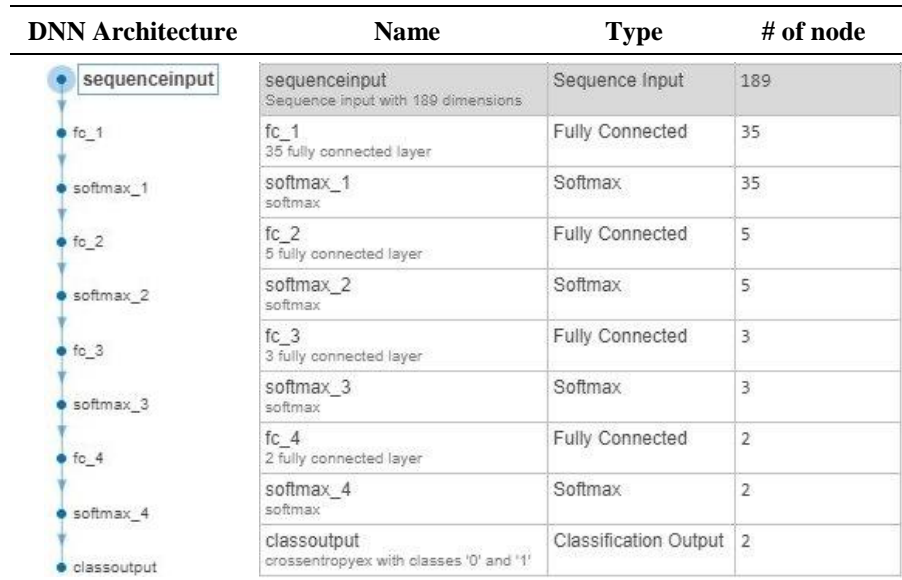 DNN Architecture Name Type # of node
sequenceinput sequenceinput Sequence Input 189
Sequence input with 189 dimensions
fc_1 fc_1 Fully Connected 35
35 fully connected layer
softmax_1 softmax_1 Softmax 35
softmax
fc_2 fc_2 Fully Connected 5
5 fully connected layer
softmax_2 softmax_2 Softmax 5
softmax
fc_3 fc_3 Fully Connected 3
3 fully connected layer
softmax_3 softmax_3 Softmax 3
softmax
fc_4 fc_4 Fully Connected 2
2 fully connected layer
softmax_4 softmax_4 Softmax 2
softmax
classoutput classoutput Classification Output 2
crossentropyex with classes '0' and '1'